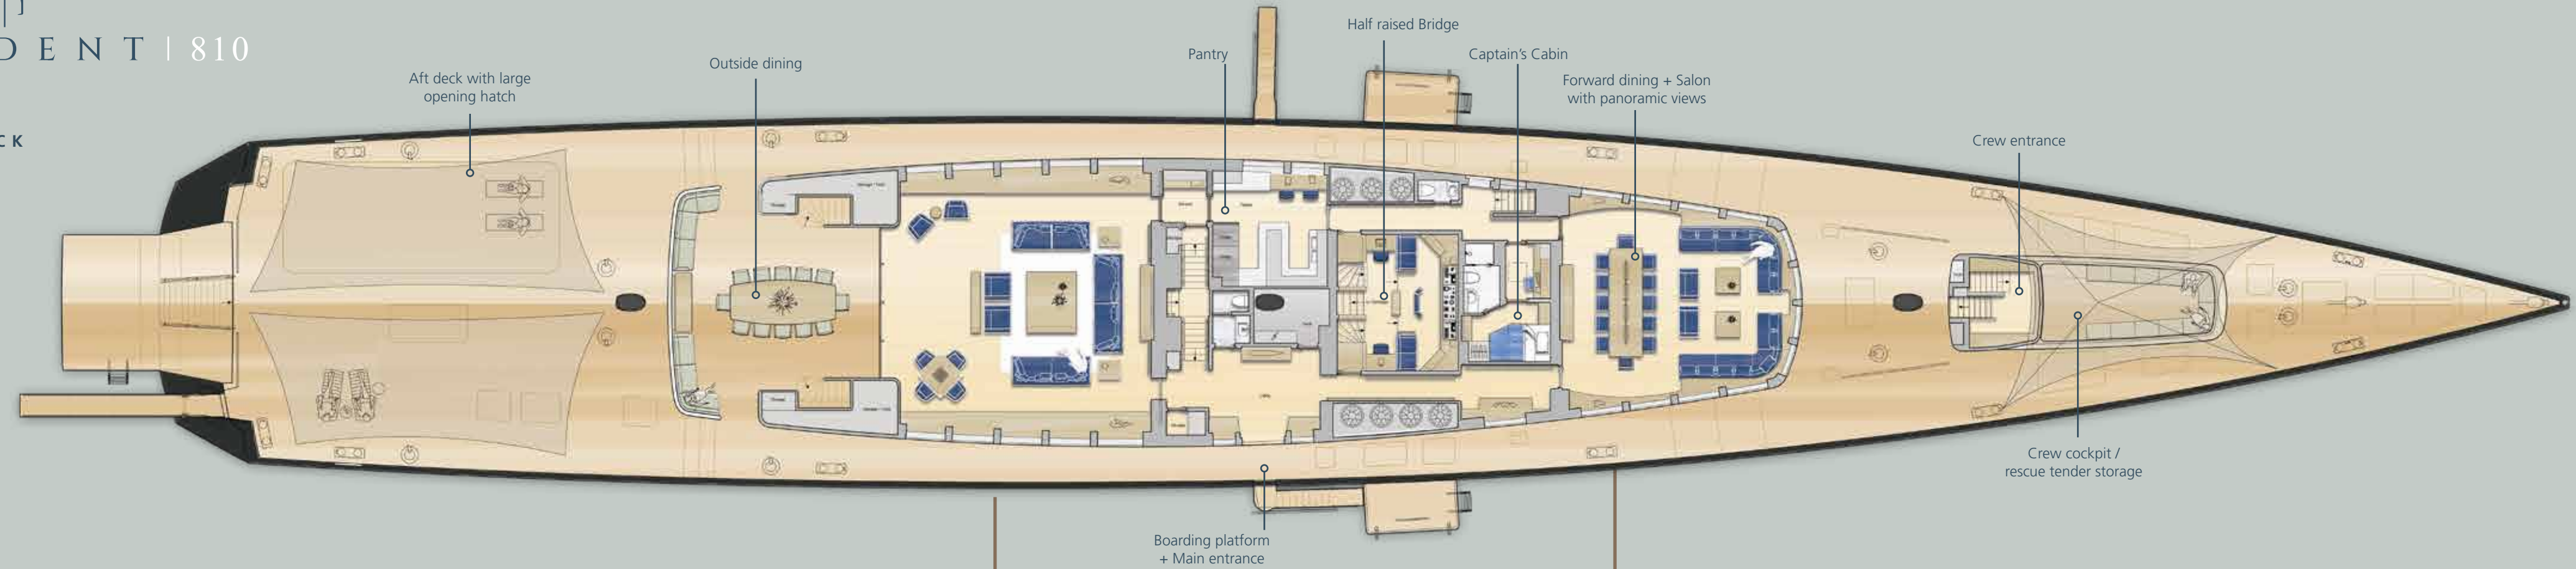 D E N T | 810
CK
Aft deck with large
opening hatch
Outside dining
Pantry
Half raised Bridge
Captain's Cabin
Forward dining + Salon
with panoramic views
Crew entrance
Crew cockpit /
rescue tender storage
Boarding platform
+ Main entrance